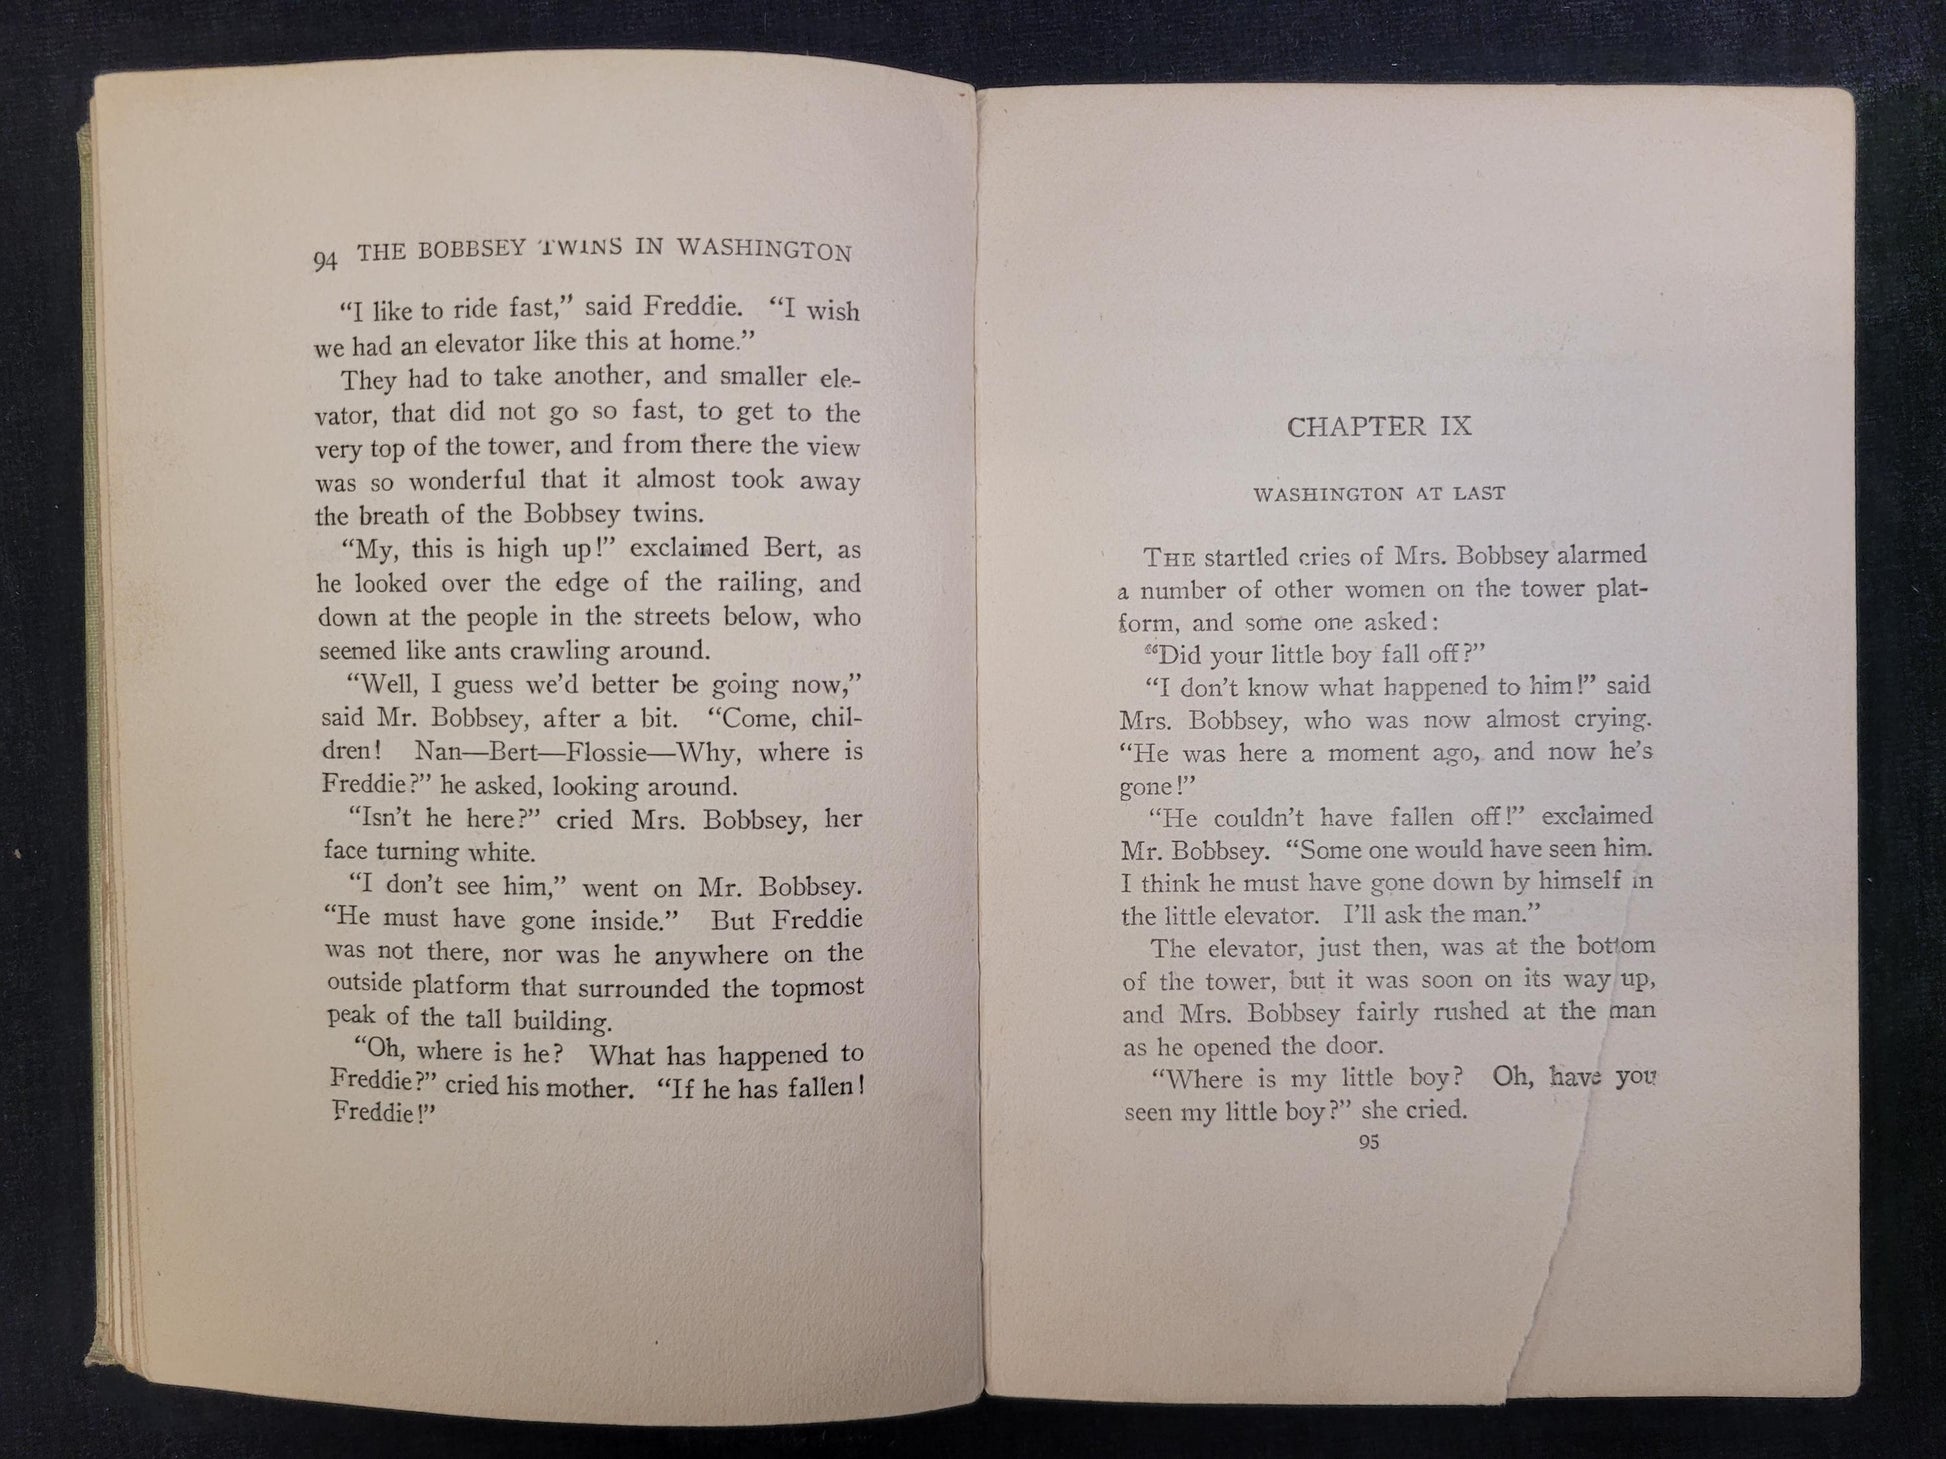 94 THE BOBBSEY TWINS IN WASHINGTON
“I like to ride fast,” said Freddie. “I wish
we had an elevator like this at home.”
They had to take another, and smaller ele-
vator, that did not go so fast, to get to the
very top of the tower, and from there the view
was so wonderful that it almost took away
the breath of the Bobbsey twins.
“My, this is high up!” exclaimed Bert, as
he looked over the edge of the railing, and
down at the people in the streets below, who
seemed like ants crawling around.
“Well, I guess we’d better be going now,”
said Mr. Bobbsey, after a bit. “Come, chil-
dren! Nan—Bert—Flossie—Why, where is
Freddie?” he asked, looking around.
“Isn’t he here?” cried Mrs. Bobbsey, her
face turning white.
“I don’t see him,” went on Mr. Bobbsey.
“He must have gone inside.” But Freddie
was not there, nor was he anywhere on the
outside platform that surrounded the topmost
peak of the tall building.
“Oh, where is he? What has happened to
Freddie?” cried his mother. “If he has fallen!
Freddie!”
CHAPTER IX
WASHINGTON AT LAST
THE startled cries of Mrs. Bobbsey alarmed
a number of other women on the tower plat-
form, and some one asked:
“Did your little boy fall off?”
“I don’t know what happened to him!” said
Mrs. Bobbsey, who was now almost crying.
“He was here a moment ago, and now he’s
gone!”
“He couldn’t have fallen off!” exclaimed
Mr. Bobbsey. “Some one would have seen him.
I think he must have gone down by himself in
the little elevator. I’ll ask the man.”
The elevator, just then, was at the bottom
of the tower, but it was soon on its way up,
and Mrs. Bobbsey fairly rushed at the man
as he opened the door.
“Where is my little boy? Oh, have you
seen my little boy?” she cried.
95